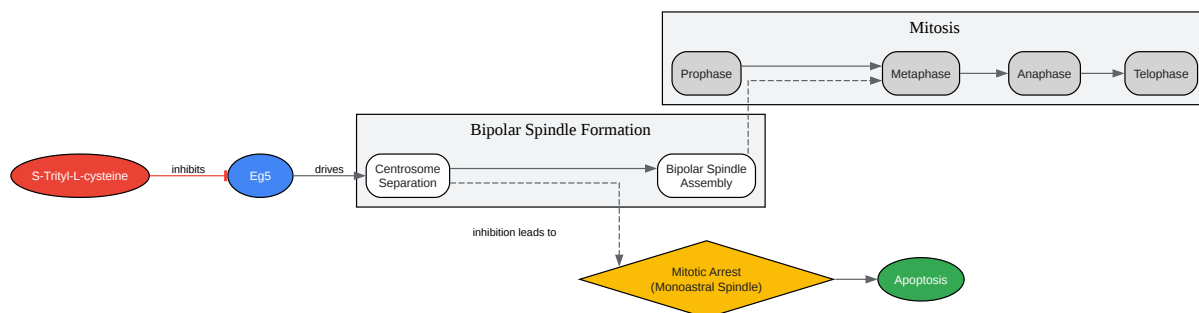 Mitosis
Prophase
Metaphase
Anaphase
Telophase
Bipolar Spindle Formation
S-Trityl-L-cysteine
inhibits
Eg5
drives
Centrosome
Separation
Bipolar Spindle
Assembly
inhibition leads to
Mitotic Arrest
(Monoastral Spindle)
Apoptosis